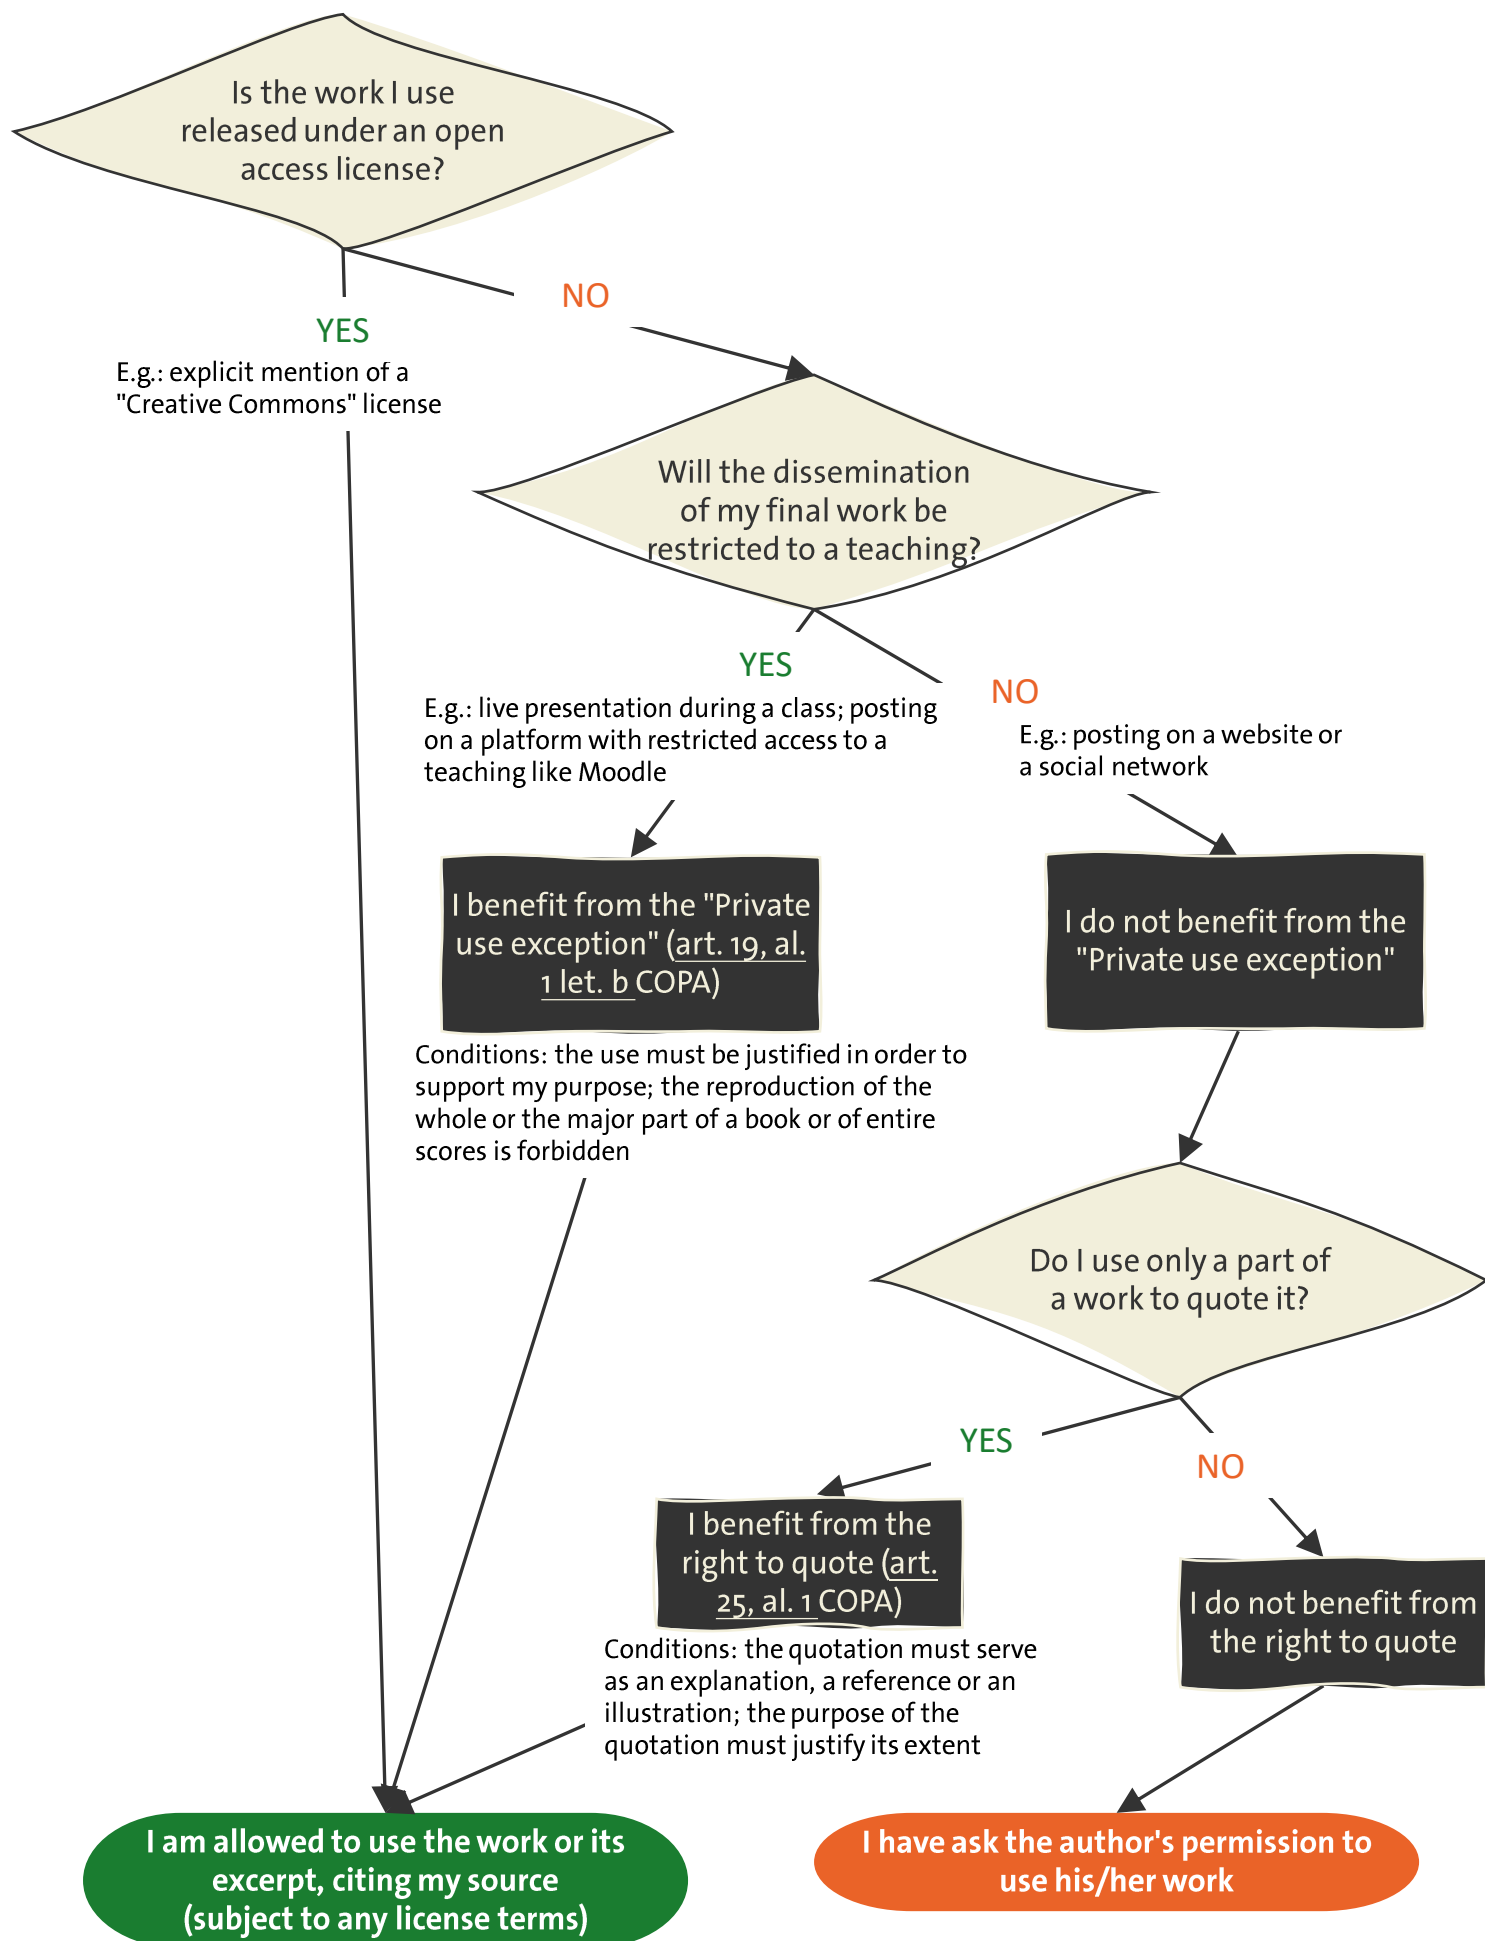 Is the work I use
released under an open
access license?
NO
YES
E.g.: explicit mention of a
"Creative Commons" license
Will the dissemination
of my final work be
restricted to a teaching?
YES
E.g.: live presentation during a class; posting
on a platform with restricted access to a
teaching like Moodle
NO
E.g.: posting on a website or
a social network
I benefit from the "Private
use exception" (art. 19, al.
1 let. b COPA)
I do not benefit from the
"Private use exception"
Conditions: the use must be justified in order to
support my purpose; the reproduction of the
whole or the major part of a book or of entire
scores is forbidden
Do I use only a part of
a work to quote it?
YES
NO
I benefit from the
right to quote (art.
25, al. 1 COPA)
I do not benefit from
the right to quote
Conditions: the quotation must serve
as an explanation, a reference or an
illustration; the purpose of the
quotation must justify its extent
I am allowed to use the work or its
excerpt, citing my source
(subject to any license terms)
I have ask the author's permission to
use his/her work